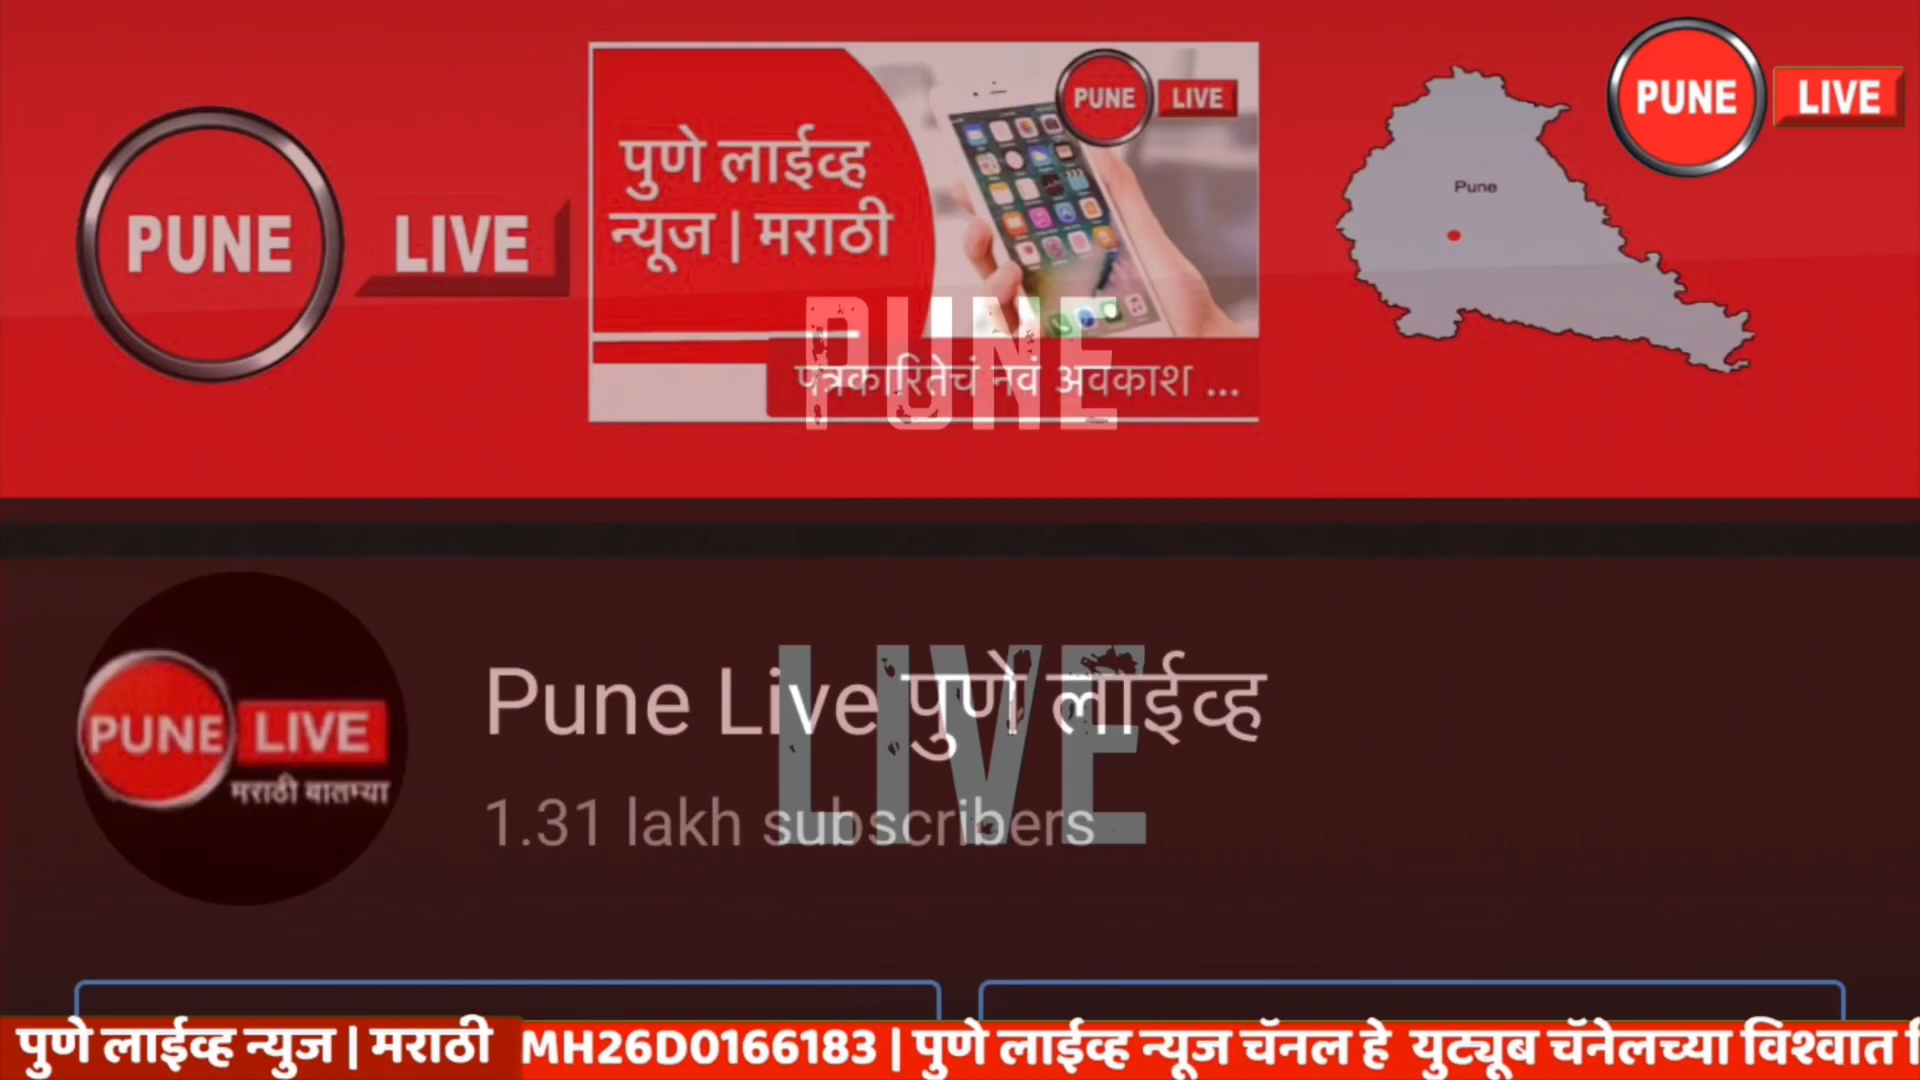 PUNE LIVE
PUNE LIVE
पुणे लाईव्ह
न्यूज | मराठी
PUNE LIVE
पत्रकारितेचं नवं अवकाश ...
Pune
PUNE
LIVE
PUNE LIVE
मराठी बातम्या
Pune Live पुणे लाईव्ह
1.31 lakh subscribers
पुणे लाईव्ह न्युज | मराठी
MH26D0166183 | पुणे लाईव्ह न्यूज चॅनल हे युट्यूब चॅनेलच्या विश्वात